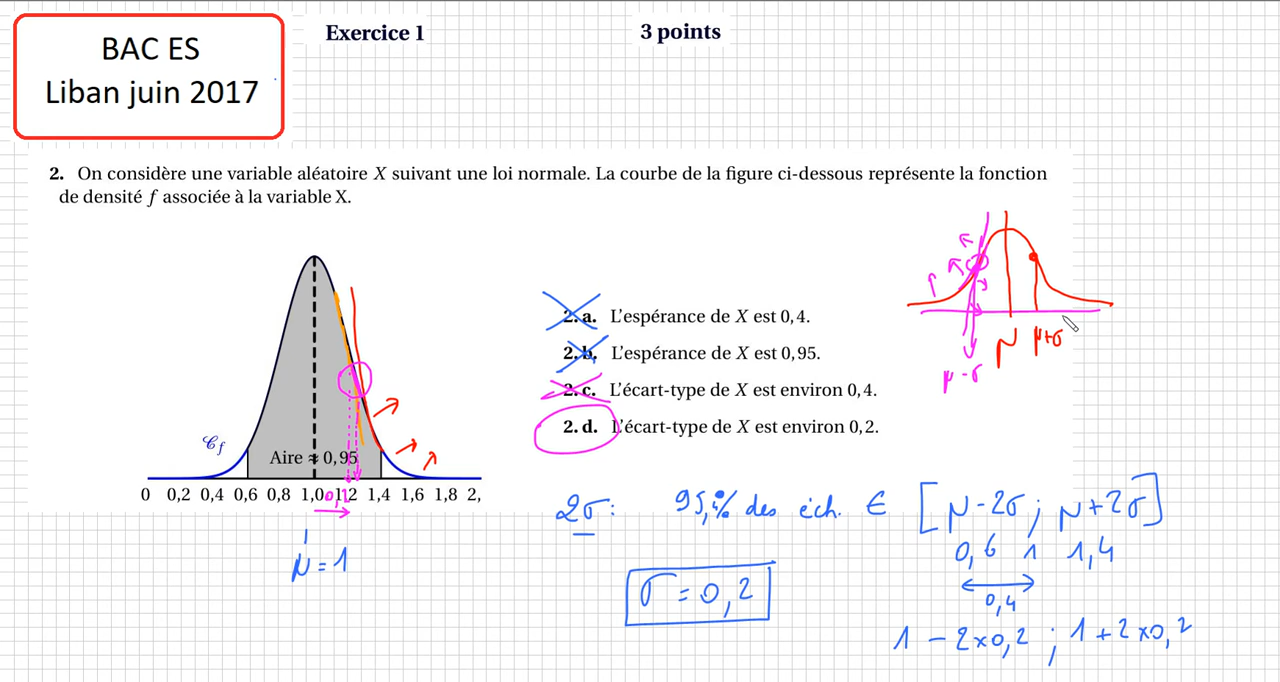 BAC ES
Liban juin 2017
Exercice 1
3 points
2. On considère une variable aléatoire X suivant une loi normale. La courbe de la figure ci-dessous représente la fonction
de densité f associée à la variable X.
2. a. L'espérance de X est 0,4.
2. b. L'espérance de X est 0,95.
2. c. L'écart-type de X est environ 0,4.
2. d. L'écart-type de X est environ 0,2.
μ
μ+σ
μ-σ
𝒞f
Aire ≈ 0,95
0 0,2 0,4 0,6 0,8 1,0 1,2 1,4 1,6 1,8 2,
μ = 1
2σ : 95,% des éch. ∈ [μ-2σ ; μ+2σ]
0,6 1 1,4
0,4
σ = 0,2
1 - 2×0,2 ; 1 + 2×0,2